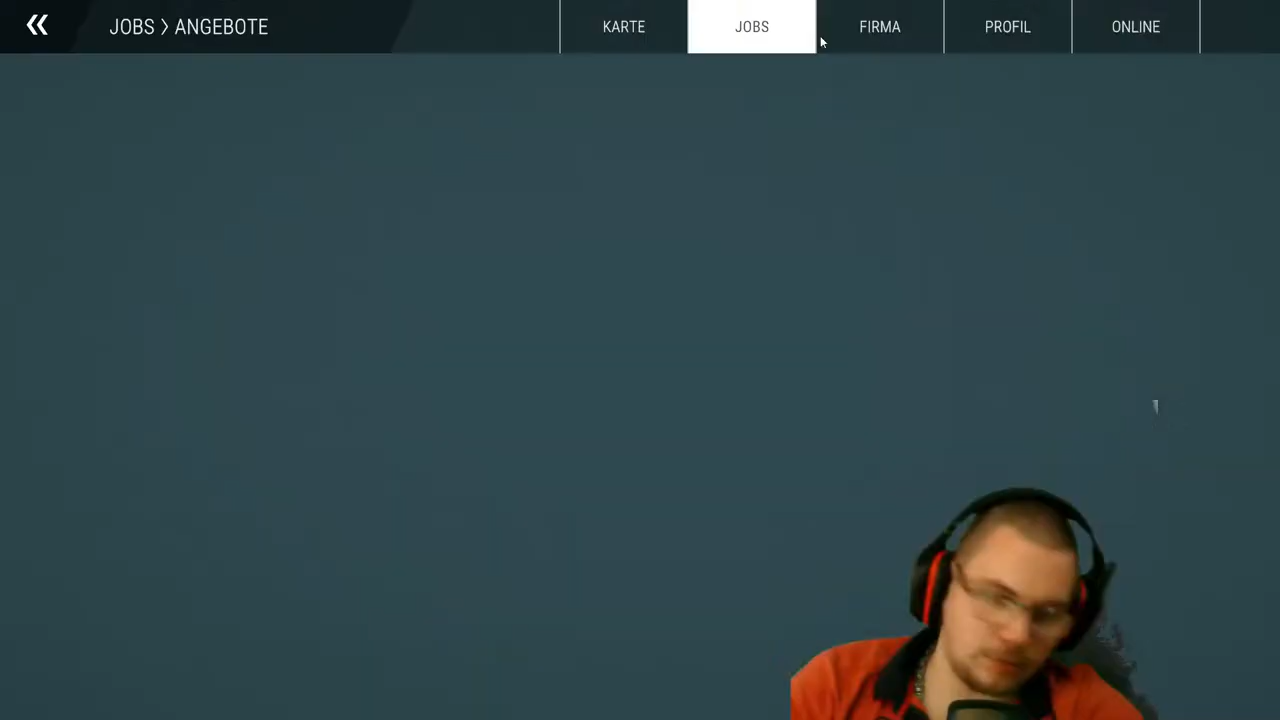 JOBS > ANGEBOTE
KARTE
JOBS
FIRMA
PROFIL
ONLINE